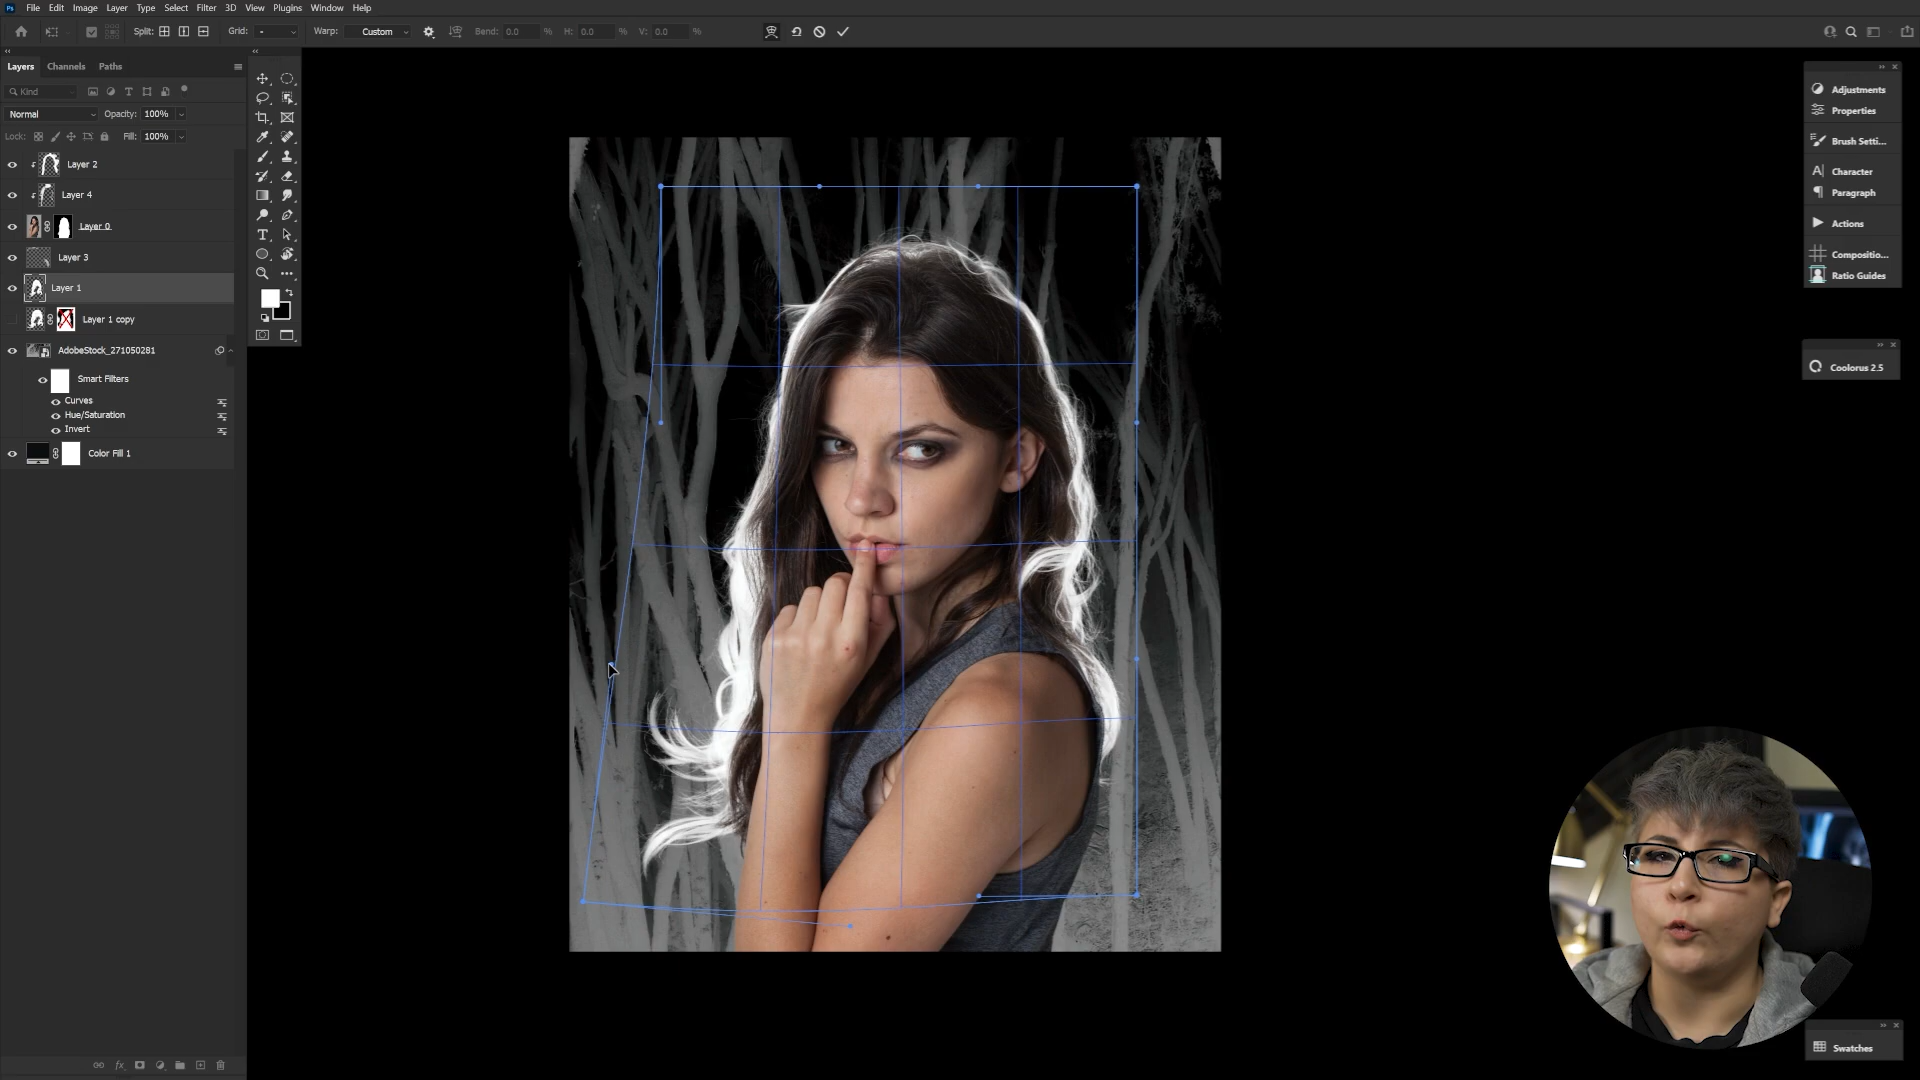 Ps File Edit Image Layer Type Select Filter 3D View Plugins Window Help
Split: Grid: - Warp: Custom Bend: 0.0 % H: 0.0 % V: 0.0 %
Layers Channels Paths
Kind
Normal Opacity: 100%
Lock: Fill: 100%
Layer 2
Layer 4
Layer 0
Layer 3
Layer 1
Layer 1 copy
AdobeStock_271050281
Smart Filters
Curves
Hue/Saturation
Invert
Color Fill 1
fx
Adjustments
Properties
Brush Setti...
Character
Paragraph
Actions
Compositio...
Ratio Guides
Coolorus 2.5
Swatches